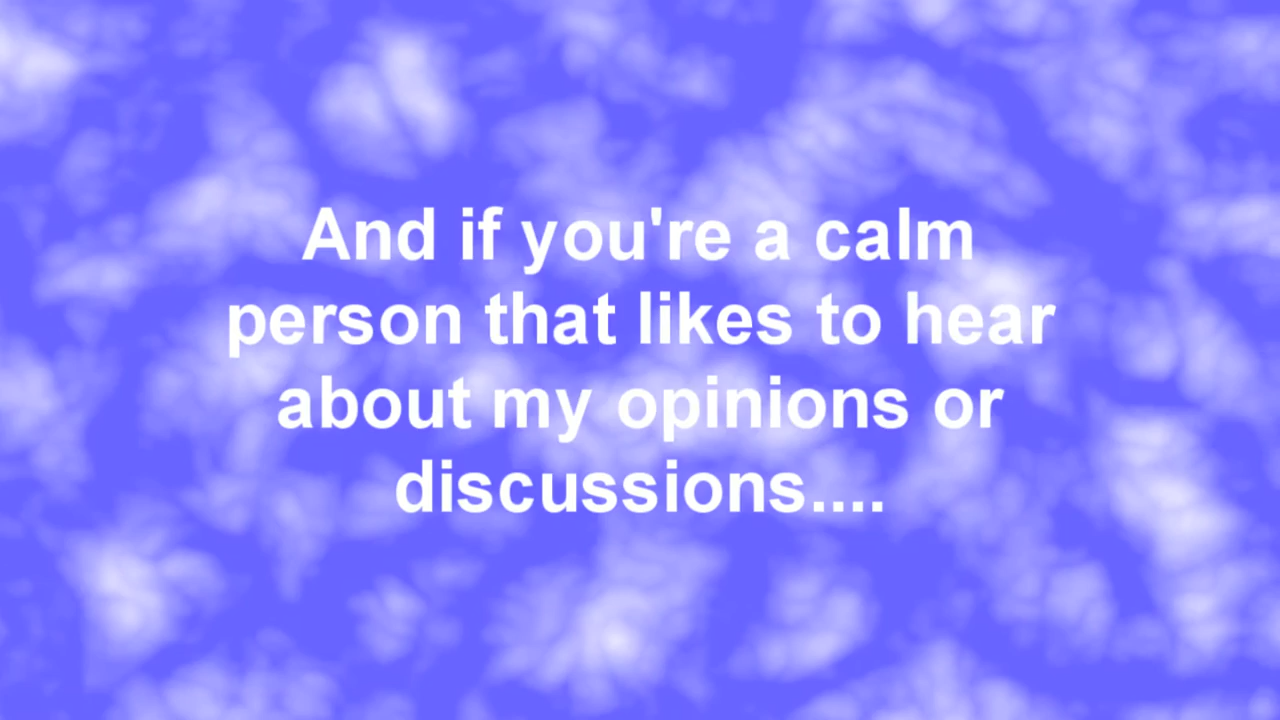 And if you're a calm
person that likes to hear
about my opinions or
discussions....